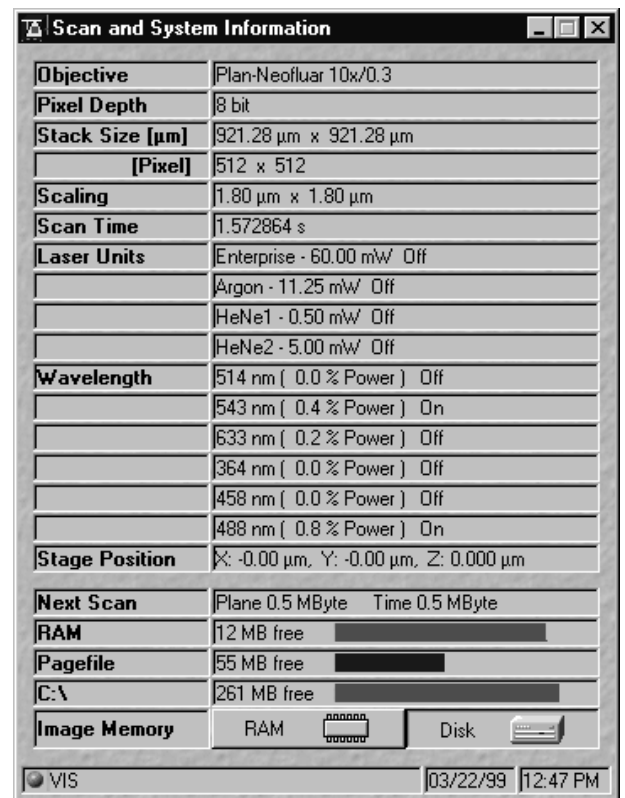 Scan and System Information
Objective Plan-Neofluar 10x/0.3
Pixel Depth 8 bit
Stack Size [µm] 921.28 µm x 921.28 µm
[Pixel] 512 x 512
Scaling 1.80 µm x 1.80 µm
Scan Time 1.572864 s
Laser Units Enterprise - 60.00 mW Off
Argon - 11.25 mW Off
HeNe1 - 0.50 mW Off
HeNe2 - 5.00 mW Off
Wavelength 514 nm ( 0.0 % Power ) Off
543 nm ( 0.4 % Power ) On
633 nm ( 0.2 % Power ) Off
364 nm ( 0.0 % Power ) Off
458 nm ( 0.0 % Power ) Off
488 nm ( 0.8 % Power ) On
Stage Position X: -0.00 µm, Y: -0.00 µm, Z: 0.000 µm
Next Scan Plane 0.5 MByte Time 0.5 MByte
RAM 12 MB free
Pagefile 55 MB free
C:\ 261 MB free
Image Memory RAM Disk
VIS 03/22/99 12:47 PM